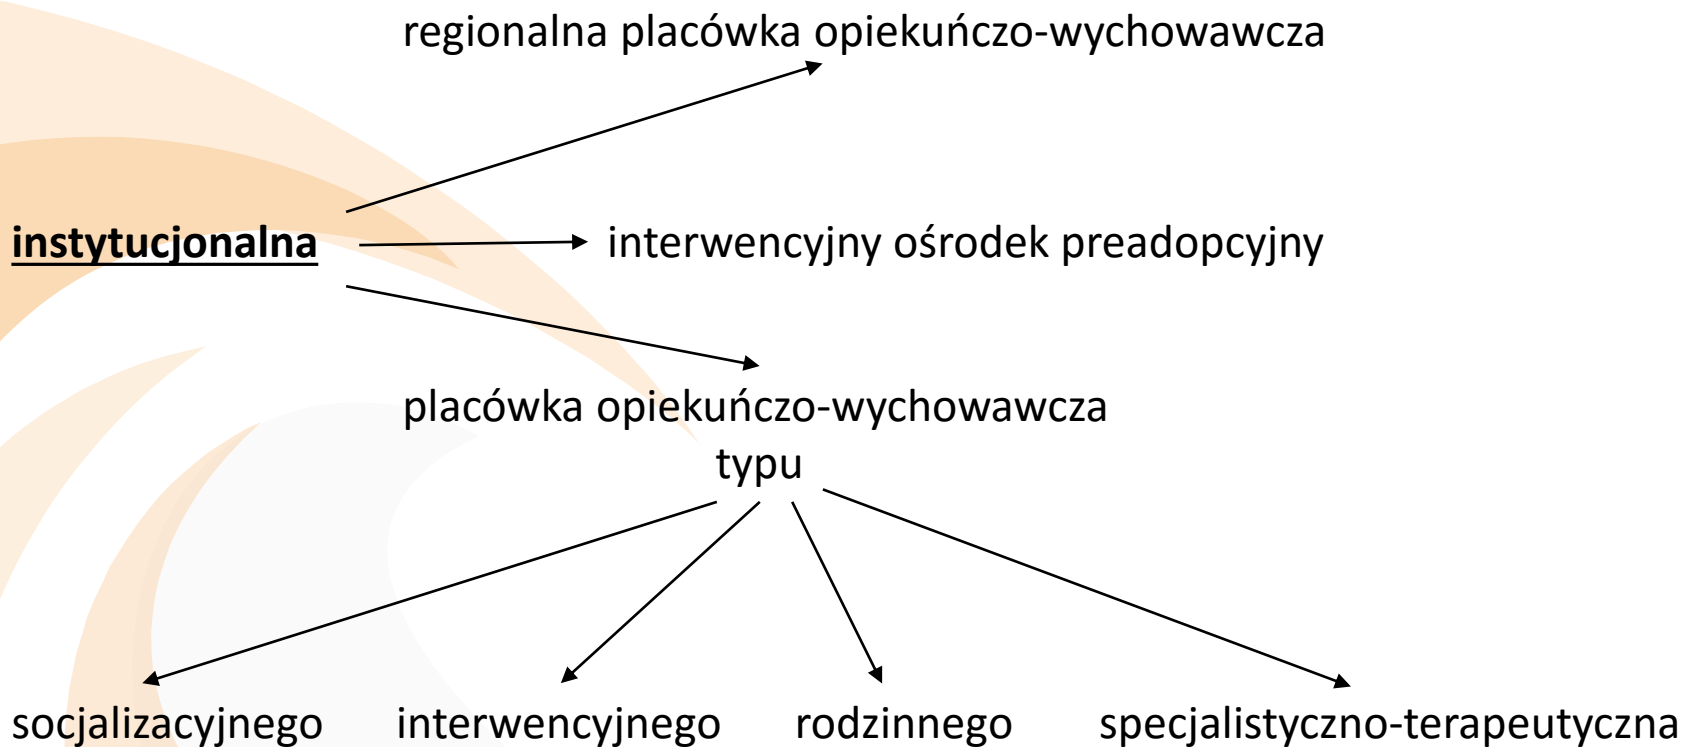 regionalna placówka opiekuńczo-wychowawcza
instytucjonalna
interwencyjny ośrodek preadopcyjny
placówka opiekuńczo-wychowawcza
typu
socjalizacyjnego interwencyjnego rodzinnego specjalistyczno-terapeutyczna